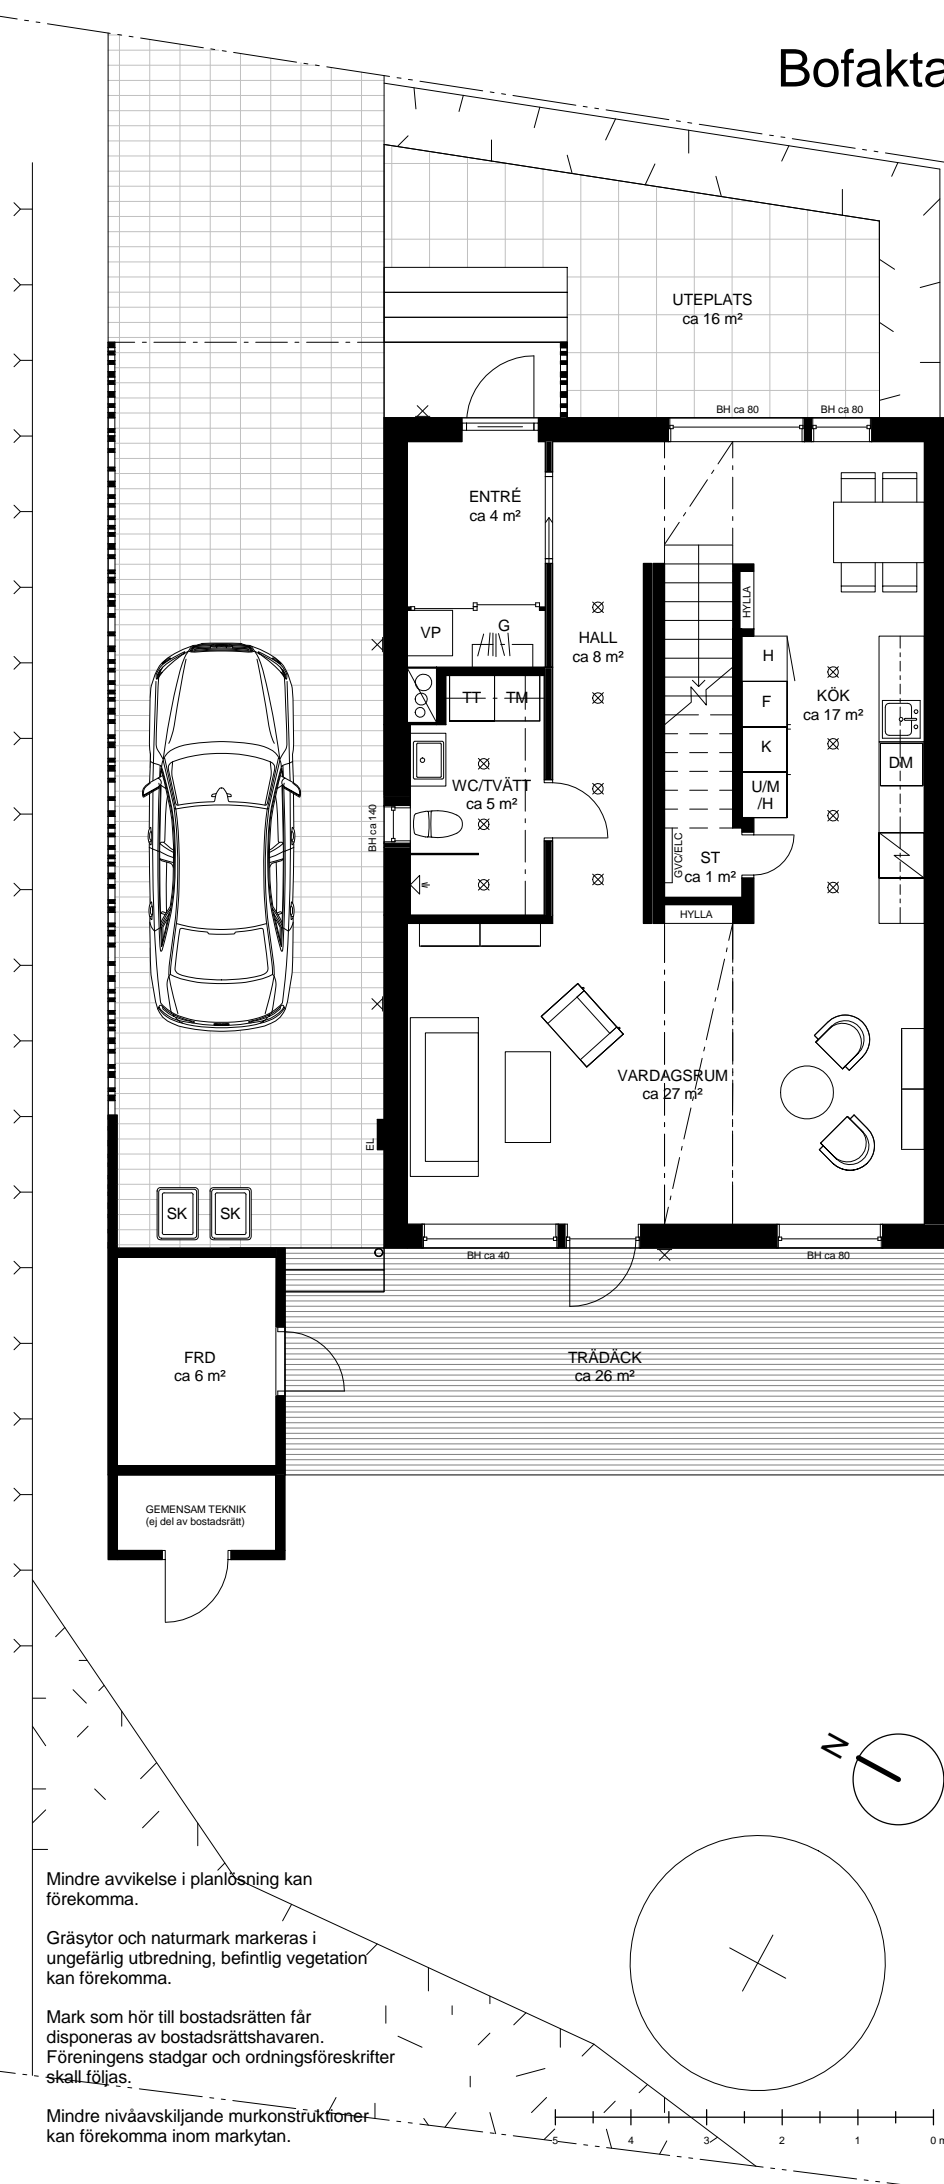 Bofakta
UTEPLATS
ca 16 m²
BH ca 80
BH ca 80
ENTRÉ
ca 4 m²
HYLLA
VP
G
HALL
ca 8 m²
H
TT
TM
F
KÖK
ca 17 m²
K
DM
WC/TVÄTT
ca 5 m²
U/M
/H
BH ca 140
GVC/ELC
ST
ca 1 m²
HYLLA
VARDAGSRUM
ca 27 m²
EL
SK
SK
BH ca 40
BH ca 80
FRD
ca 6 m²
TRÄDÄCK
ca 26 m²
GEMENSAM TEKNIK
(ej del av bostadsrätt)
N
Mindre avvikelse i planlösning kan
förekomma.
Gräsytor och naturmark markeras i
ungefärlig utbredning, befintlig vegetation
kan förekomma.
Mark som hör till bostadsrätten får
disponeras av bostadsrättshavaren.
Föreningens stadgar och ordningsföreskrifter
skall följas.
Mindre nivåavskiljande murkonstruktioner
kan förekomma inom markytan.
5 4 3 2 1 0 m